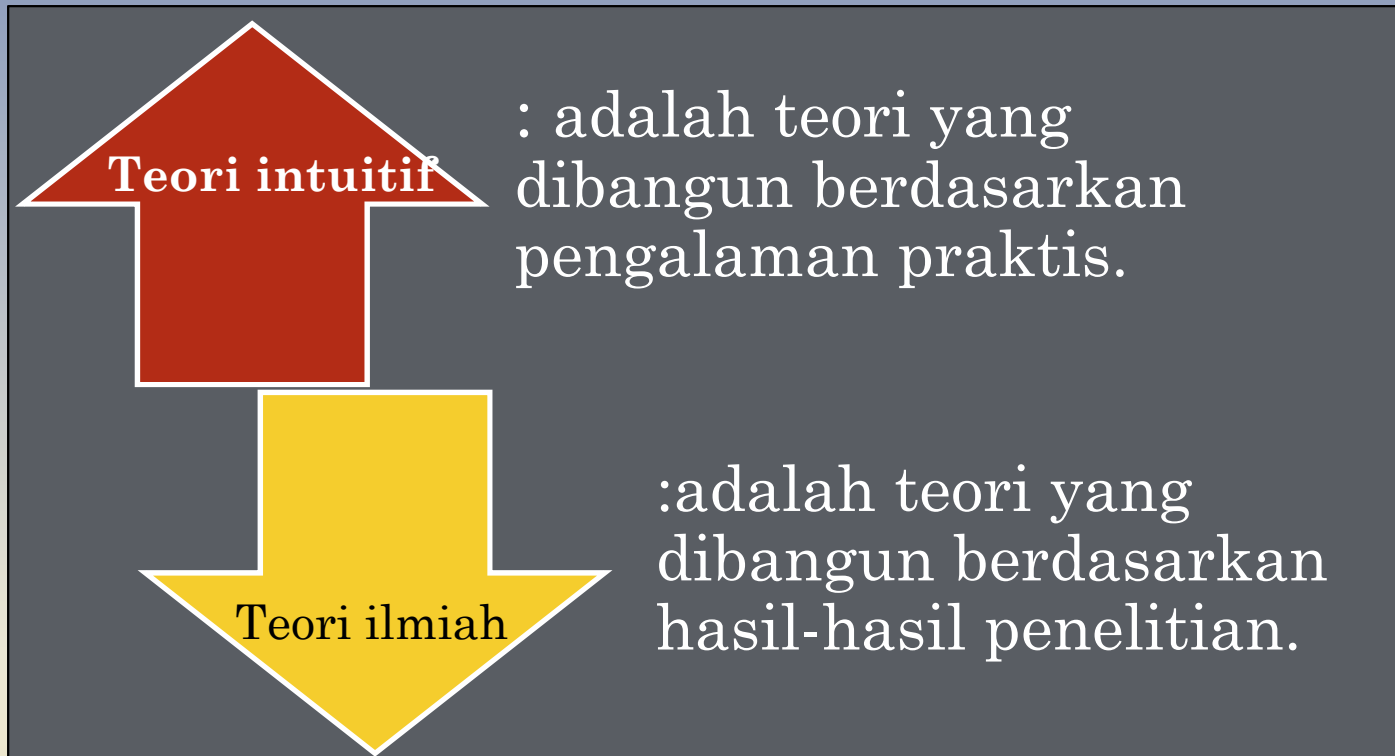 Teori intuitif
: adalah teori yang
dibangun berdasarkan
pengalaman praktis.
Teori ilmiah
:adalah teori yang
dibangun berdasarkan
hasil-hasil penelitian.